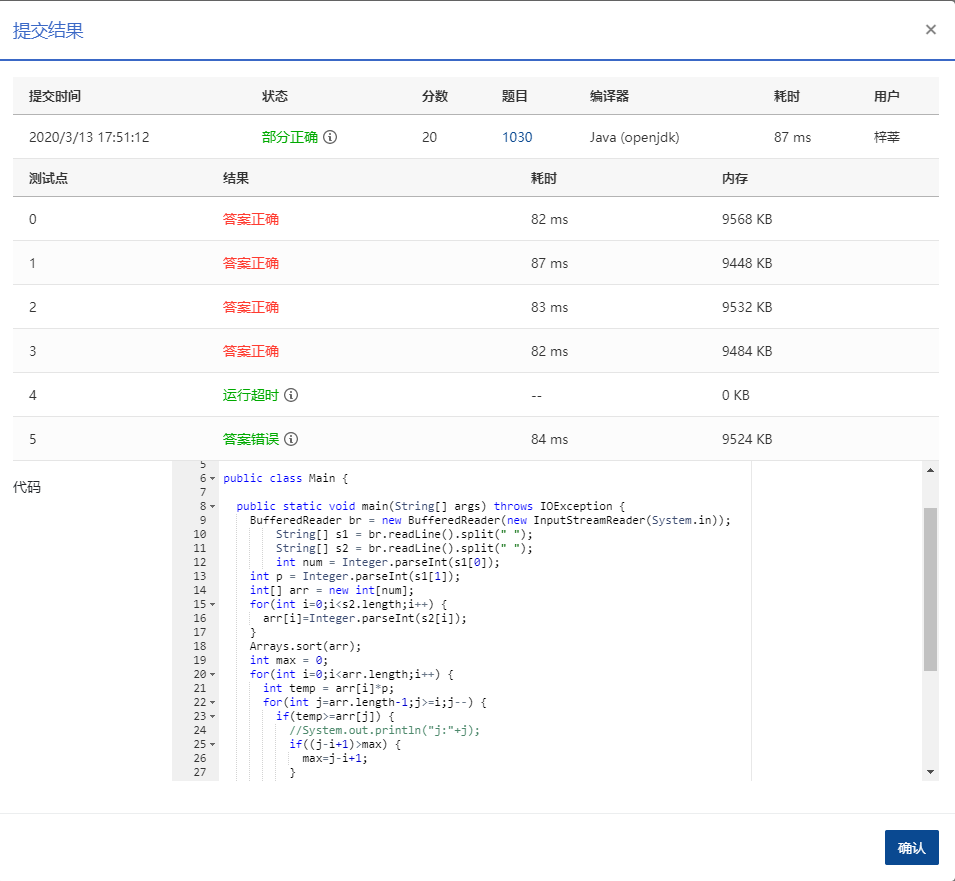 提交结果 ×
提交时间 状态 分数 题目 编译器 耗时 用户
2020/3/13 17:51:12 部分正确 20 1030 Java (openjdk) 87 ms 梓莘
测试点 结果 耗时 内存
0 答案正确 82 ms 9568 KB
1 答案正确 87 ms 9448 KB
2 答案正确 83 ms 9532 KB
3 答案正确 82 ms 9484 KB
4 运行超时 -- 0 KB
5 答案错误 84 ms 9524 KB
代码
5
6 public class Main {
7
8 public static void main(String[] args) throws IOException {
9 BufferedReader br = new BufferedReader(new InputStreamReader(System.in));
10 String[] s1 = br.readLine().split(" ");
11 String[] s2 = br.readLine().split(" ");
12 int num = Integer.parseInt(s1[0]);
13 int p = Integer.parseInt(s1[1]);
14 int[] arr = new int[num];
15 for(int i=0;i<s2.length;i++) {
16 arr[i]=Integer.parseInt(s2[i]);
17 }
18 Arrays.sort(arr);
19 int max = 0;
20 for(int i=0;i<arr.length;i++) {
21 int temp = arr[i]*p;
22 for(int j=arr.length-1;j>=i;j--) {
23 if(temp>=arr[j]) {
24 //System.out.println("j:"+j);
25 if((j-i+1)>max) {
26 max=j-i+1;
27 }
确认